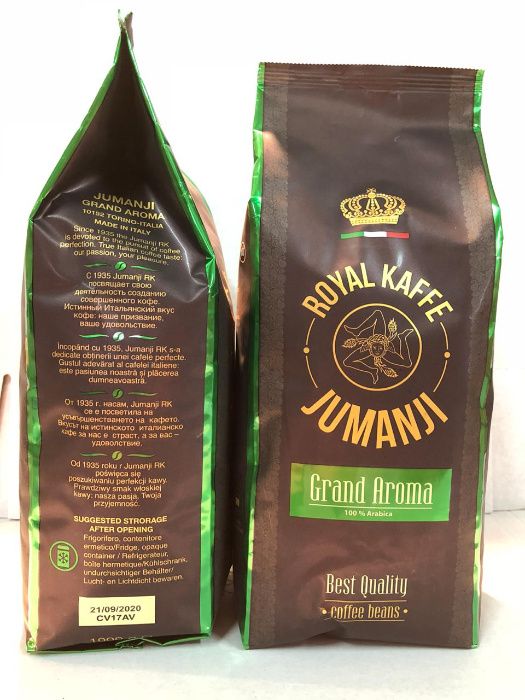 JUMANJI
GRAND AROMA
10152 TORINO-ITALIA
MADE IN ITALY
Since 1935 the Jumanji RK
is devoted to the pursuit of coffee
perfection. True Italian coffee taste:
our passion, your pleasure.
С 1935 Jumanji RK
посвящает свою
деятельность созданию
совершенного кофе.
Истинный Итальянский вкус
кофе: наше призвание,
ваше удовольствие.
Începând cu 1935, Jumanji RK s-a
dedicate obținerii unei cafele perfecte.
Gustul adevărat al cafelei italiene:
este pasiunea noastră și plăcerea
dumneavoastră.
От 1935 г. насам, Jumanji RK
се е посветила на
усъвършенстването на кафето.
Вкусът на истинското италианско
кафе за нас е страст, а за вас –
удоволствие.
Od 1935 roku r Jumanji RK
poświęca się
poszukiwaniu perfekcji kawy.
Prawdziwy smak włoskiej
kawy: nasza pasja, Twoja
przyjemność.
SUGGESTED STRORAGE
AFTER OPENING
Frigorifero, contenitore
ermetico/Fridge, opaque
container / Refrigerateur,
boîte hermetique/Kühlschrank,
undurchsichtiger Behälter/
Lucht- en Lichtdicht bewaren.
21/09/2020
CV17AV
ROYAL KAFFE
JUMANJI
Grand Aroma
100 % Arabica
Best Quality
• coffee beans •